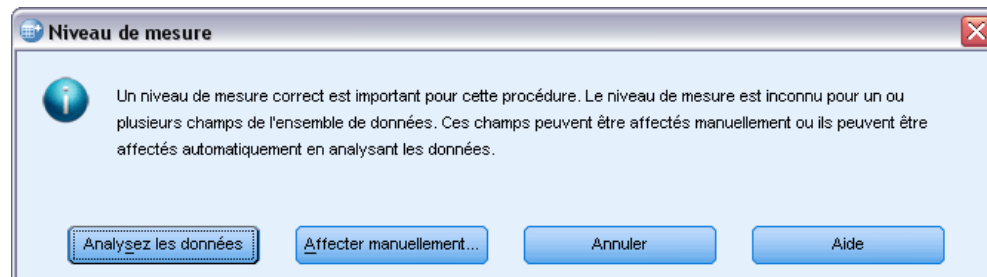 Niveau de mesure
Un niveau de mesure correct est important pour cette procédure. Le niveau de mesure est inconnu pour un ou
plusieurs champs de l'ensemble de données. Ces champs peuvent être affectés manuellement ou ils peuvent être
affectés automatiquement en analysant les données.
Analysez les données
Affecter manuellement...
Annuler
Aide